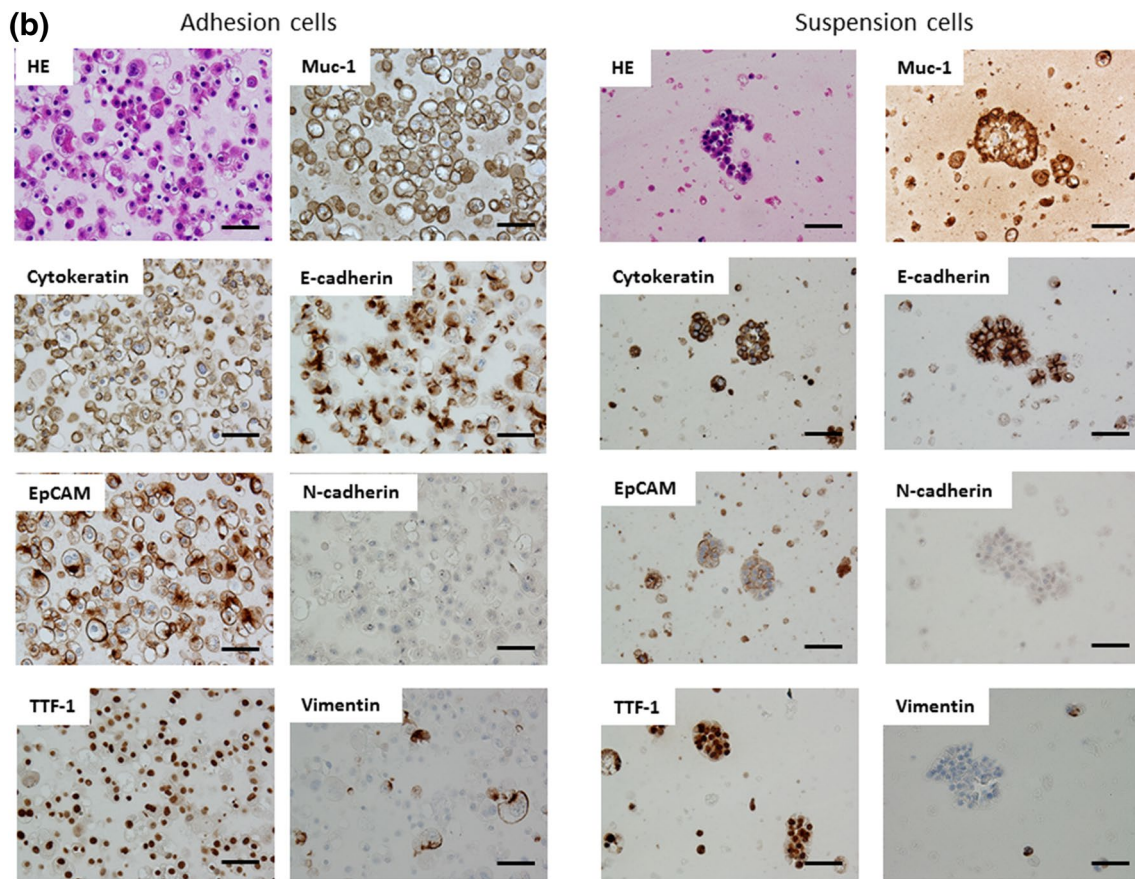 (b)
Adhesion cells
Suspension cells
HE
Muc-1
HE
Muc-1
Cytokeratin
E-cadherin
Cytokeratin
E-cadherin
EpCAM
N-cadherin
EpCAM
N-cadherin
TTF-1
Vimentin
TTF-1
Vimentin